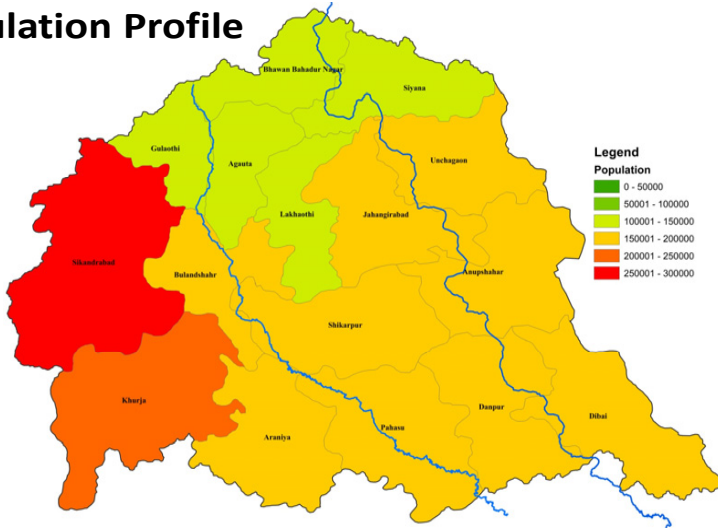 ulation Profile
Bhawan Bahadur Nagar
Siyana
Gulaothi
Agauta
Unchagaon
Lakhaothi
Jahangirabad
Sikandrabad
Bulandshahr
Anupshahar
Shikarpur
Khurja
Araniya
Pahasu
Danpur
Dibai
Legend
Population
0 - 50000
50001 - 100000
100001 - 150000
150001 - 200000
200001 - 250000
250001 - 300000